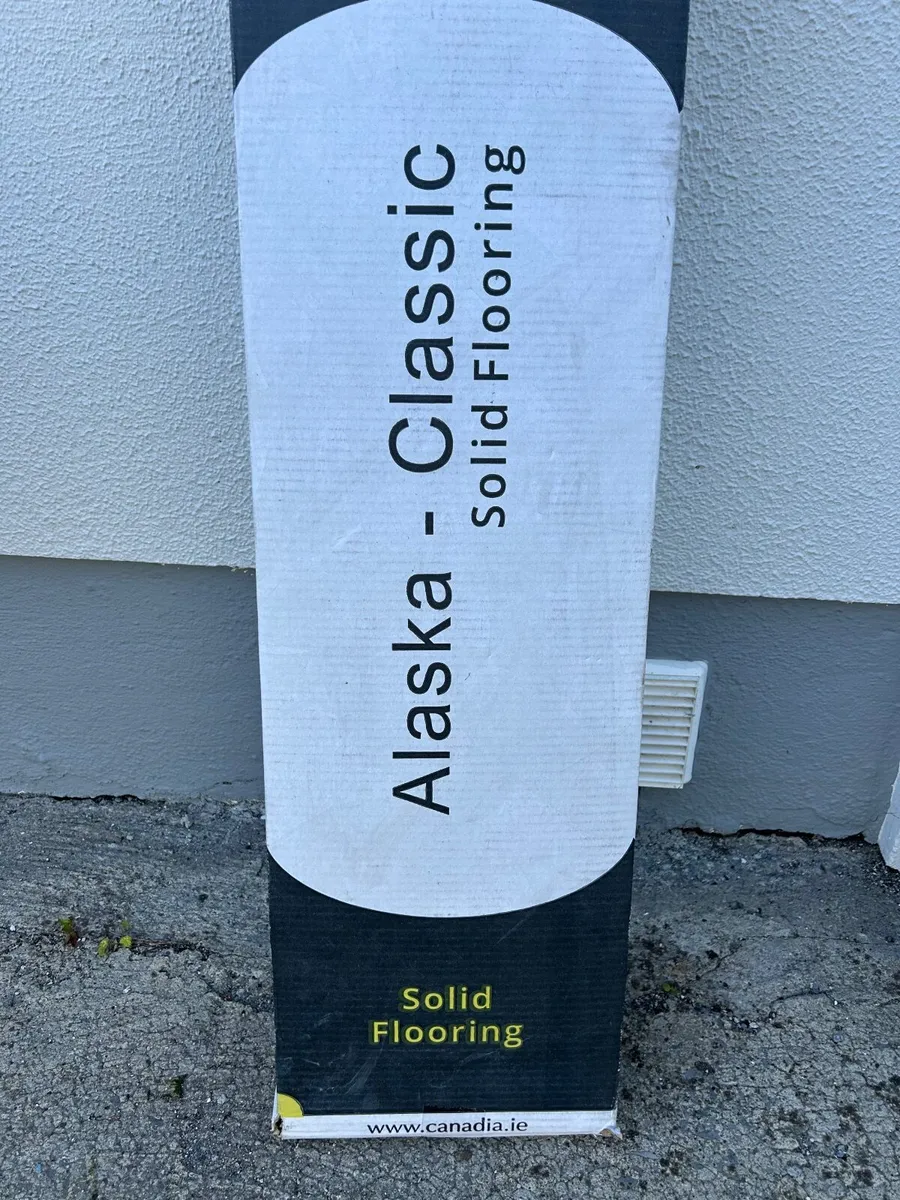 Alaska - Classic
Solid Flooring
Solid
Flooring
www.canadia.ie